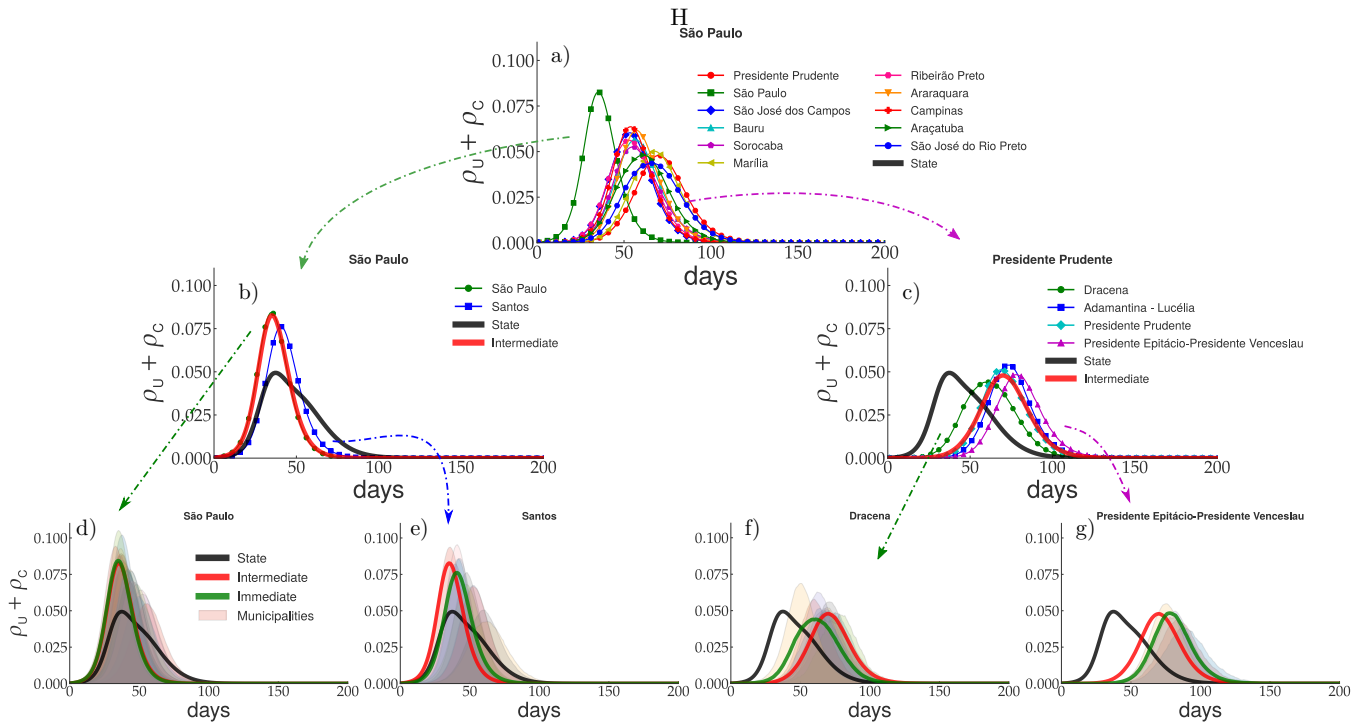 H
São Paulo
a)
0.100
0.075
0.050
0.025
0.000
ρU + ρC
0 50 100 150 200
days
Presidente Prudente
São Paulo
São José dos Campos
Bauru
Sorocaba
Marília
Ribeirão Preto
Araraquara
Campinas
Araçatuba
São José do Rio Preto
State
São Paulo
b)
0.100
0.075
0.050
0.025
0.000
ρU + ρC
0 50 100 150 200
days
São Paulo
Santos
State
Intermediate
Presidente Prudente
c)
0.100
0.075
0.050
0.025
0.000
ρU + ρC
0 50 100 150 200
days
Dracena
Adamantina - Lucélia
Presidente Prudente
Presidente Epitácio-Presidente Venceslau
State
Intermediate
São Paulo
d)
0.100
0.075
0.050
0.025
0.000
ρU + ρC
0 50 100 150 200
days
State
Intermediate
Immediate
Municipalities
Santos
e)
0.100
0.075
0.050
0.025
0.000
0 50 100 150 200
days
Dracena
f)
0.100
0.075
0.050
0.025
0.000
0 50 100 150 200
days
Presidente Epitácio-Presidente Venceslau
g)
0.100
0.075
0.050
0.025
0.000
0 50 100 150 200
days